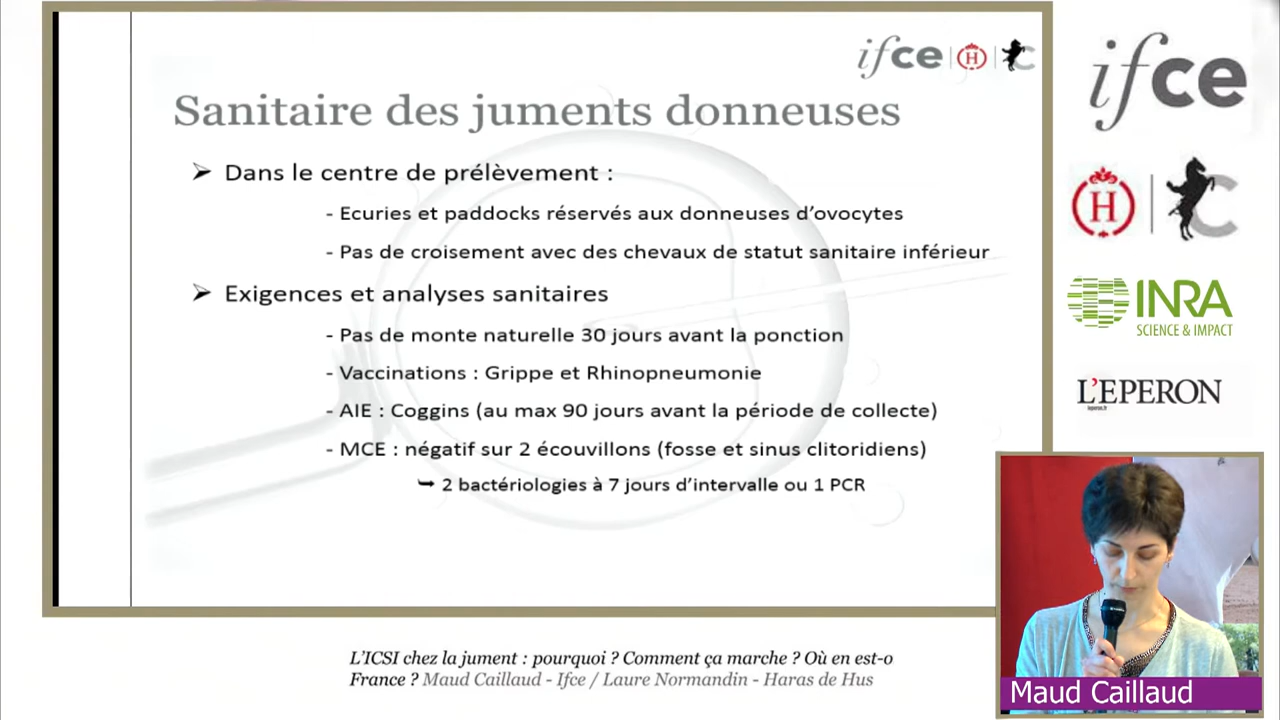 ifce H C
Sanitaire des juments donneuses
➢ Dans le centre de prélèvement :
- Ecuries et paddocks réservés aux donneuses d’ovocytes
- Pas de croisement avec des chevaux de statut sanitaire inférieur
➢ Exigences et analyses sanitaires
- Pas de monte naturelle 30 jours avant la ponction
- Vaccinations : Grippe et Rhinopneumonie
- AIE : Coggins (au max 90 jours avant la période de collecte)
- MCE : négatif sur 2 écouvillons (fosse et sinus clitoridiens)
➥ 2 bactériologies à 7 jours d’intervalle ou 1 PCR
ifce
H C
INRA
SCIENCE & IMPACT
L’EPERON
leperon.fr
Maud Caillaud
L’ICSI chez la jument : pourquoi ? Comment ça marche ? Où en est-o
France ? Maud Caillaud - Ifce / Laure Normandin - Haras de Hus